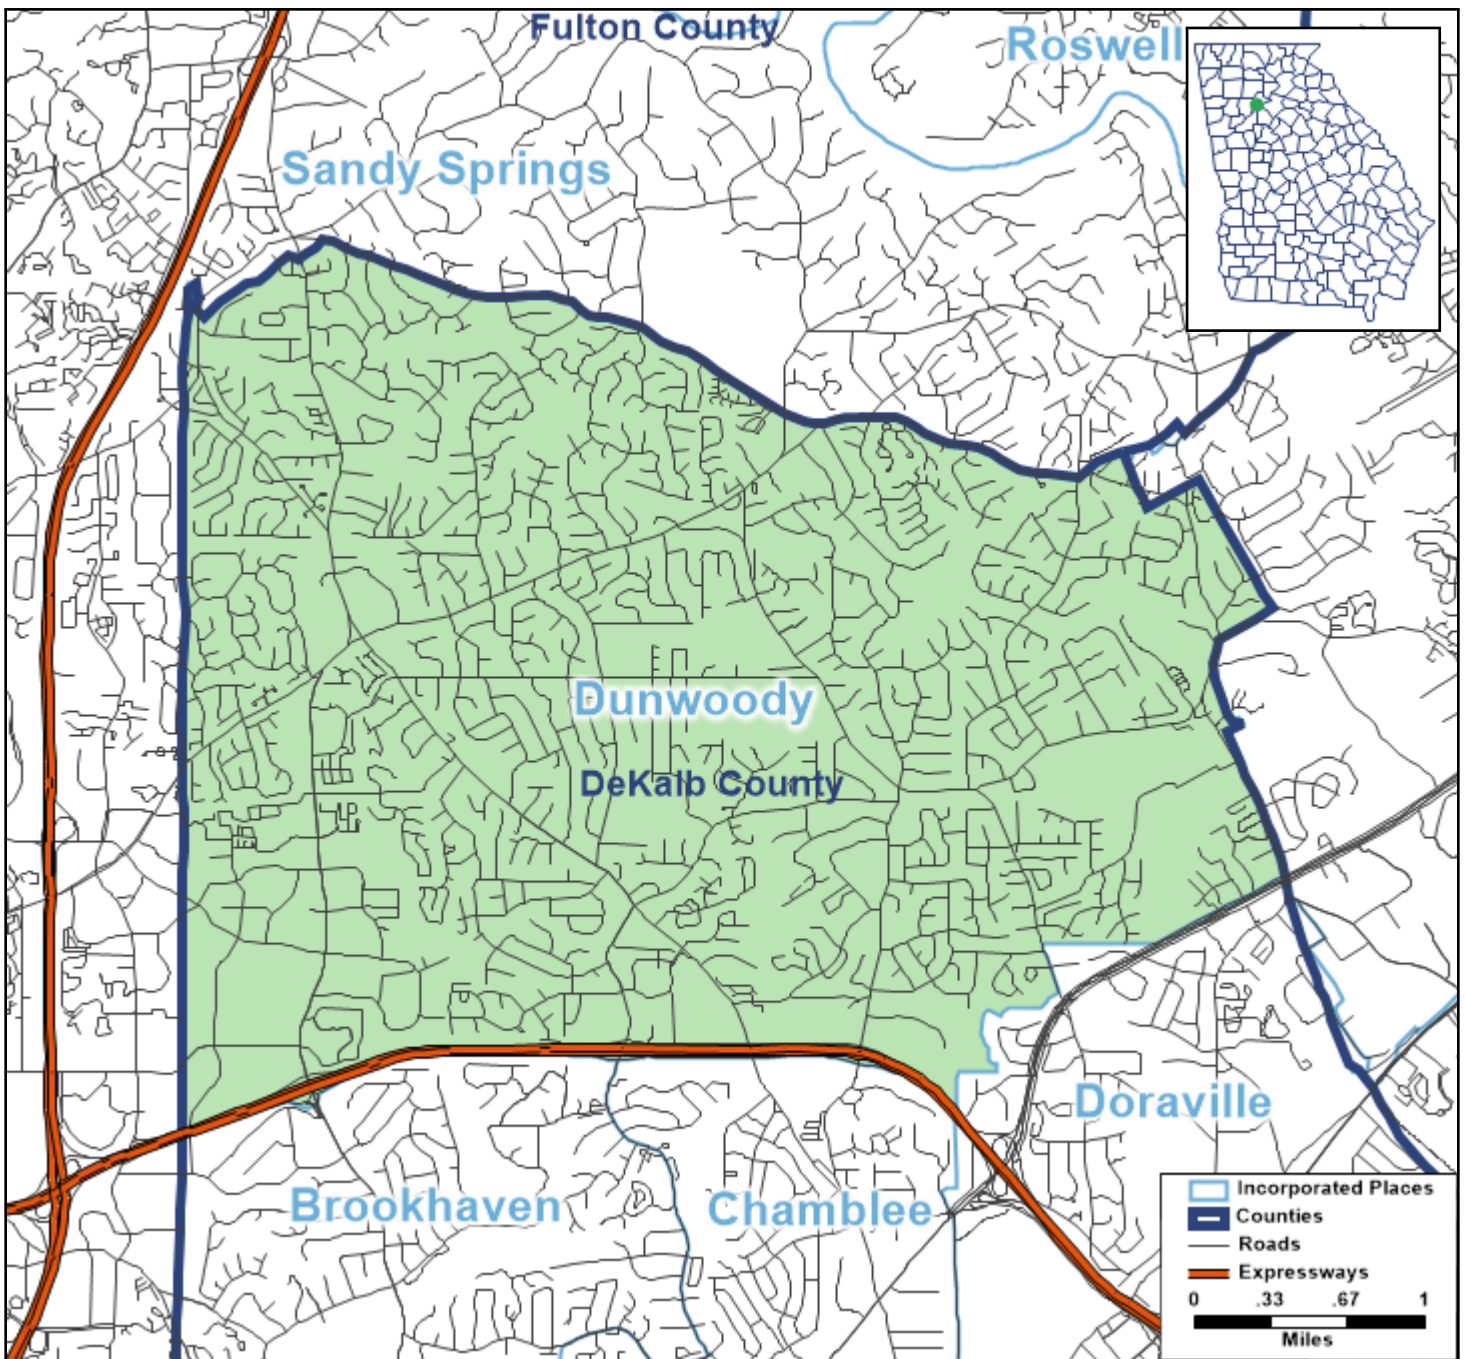 Fulton County
Roswell
Sandy Springs
Dunwoody
DeKalb County
Doraville
Brookhaven
Chamblee
Incorporated Places
Counties
Roads
Expressways
0 .33 .67 1
Miles